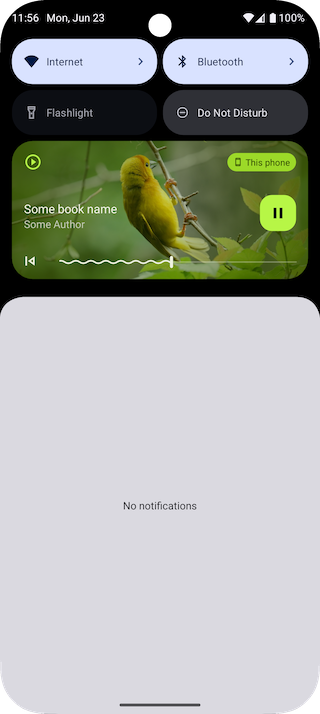 11:56 Mon, Jun 23 100%
Internet
Bluetooth
Flashlight
Do Not Disturb
This phone
Some book name
Some Author
No notifications